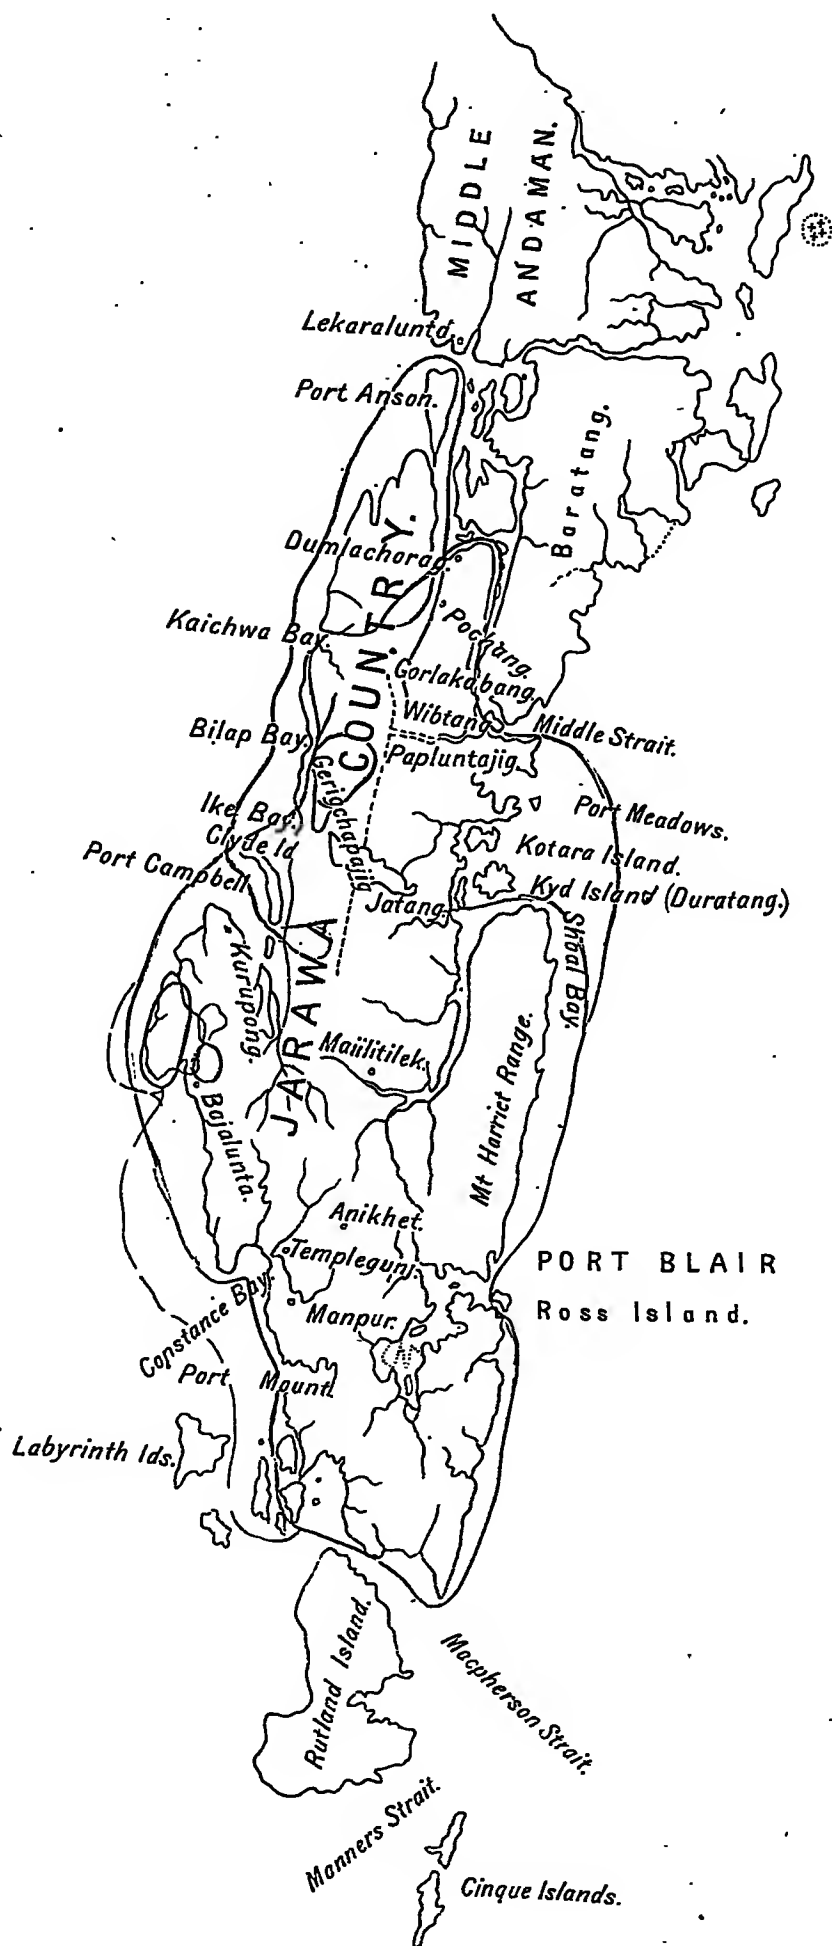 MIDDLE
ANDAMAN.
Lekaralunta
Port Anson.
Baratang.
Dumlachorag.
Kaichwa Bay.
Pochang.
Gorlakabang.
Wibtang
Middle Strait.
Bilap Bay.
Papluntajig.
Gerigchapajig
Ike Bay.
Port Meadows.
Clyde Id
Kotara Island.
Port Campbell
Kyd Island (Duratang.)
Jatang.
Shoal Bay.
JARAWA COUNTRY.
Kurupong.
Mt Harriet Range.
Bajalunta.
Anikhet.
Templegunj.
PORT BLAIR
Constance Bay.
Manpur.
Ross Island.
Port Mount.
Labyrinth Ids.
Rutland Island.
Macpherson Strait.
Manners Strait.
Cinque Islands.